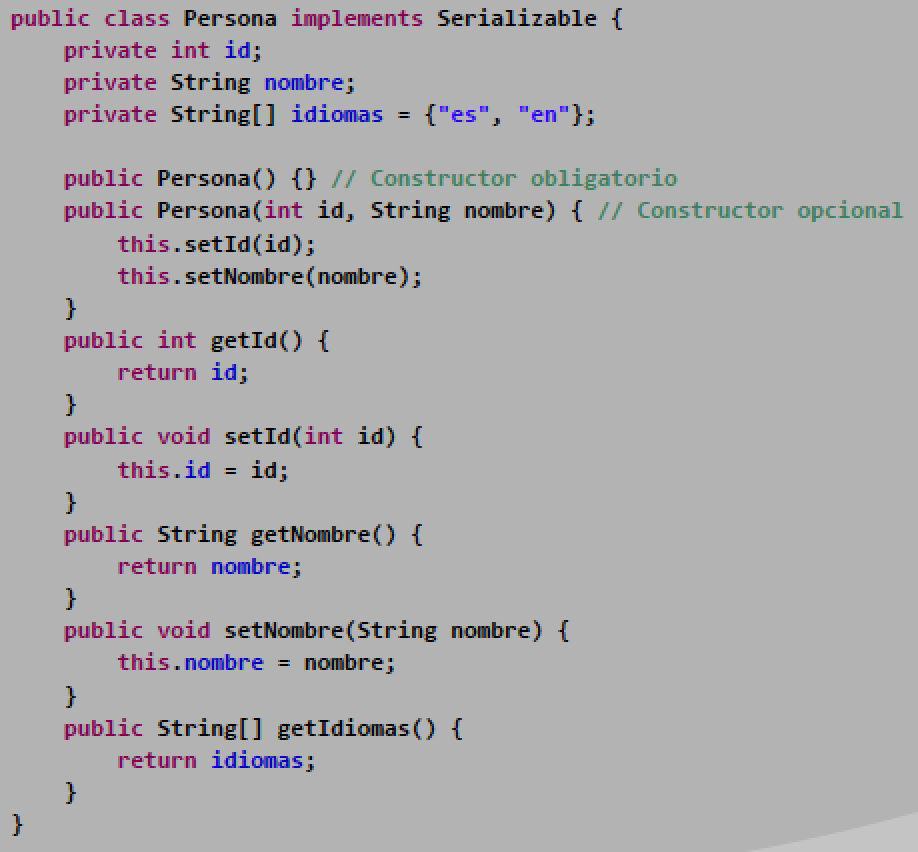 public class Persona implements Serializable {
    private int id;
    private String nombre;
    private String[] idiomas = {"es", "en"};

    public Persona() {} // Constructor obligatorio
    public Persona(int id, String nombre) { // Constructor opcional
        this.setId(id);
        this.setNombre(nombre);
    }
    public int getId() {
        return id;
    }
    public void setId(int id) {
        this.id = id;
    }
    public String getNombre() {
        return nombre;
    }
    public void setNombre(String nombre) {
        this.nombre = nombre;
    }
    public String[] getIdiomas() {
        return idiomas;
    }
}